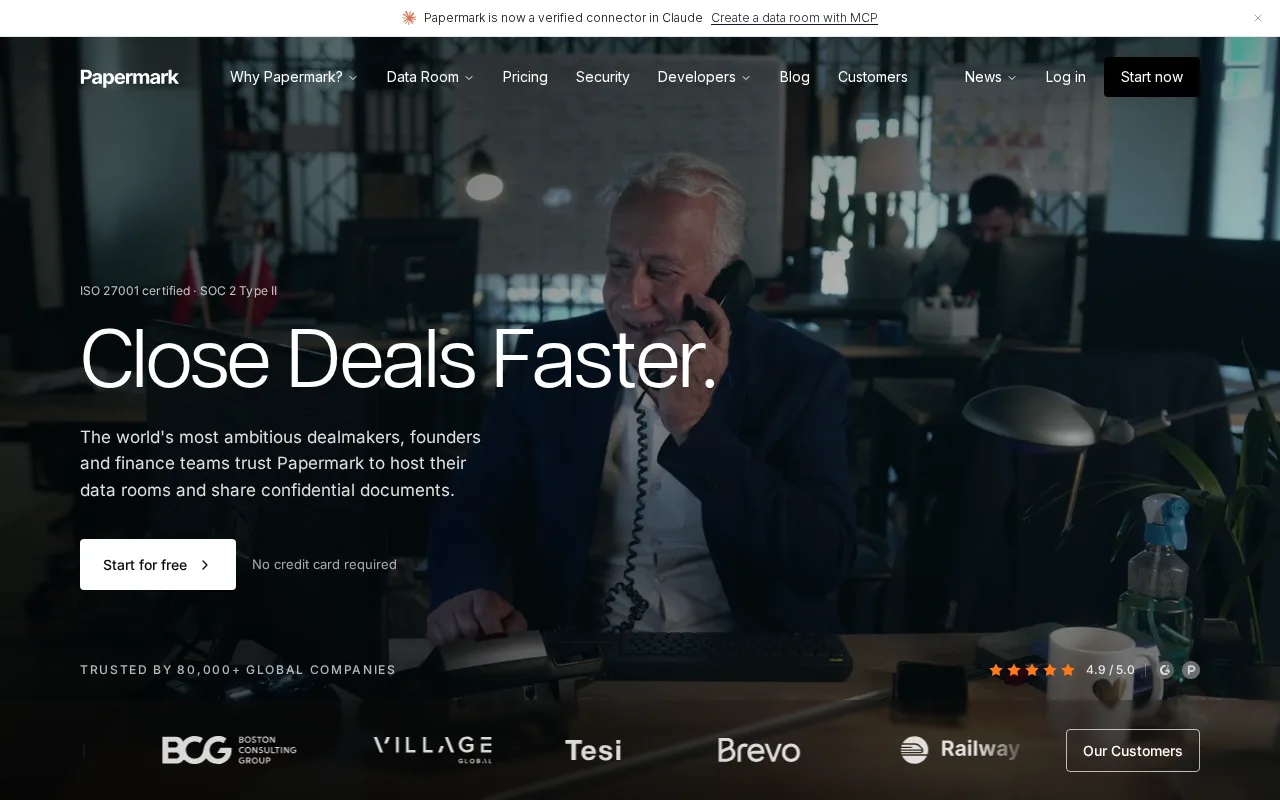 Papermark is now a verified connector in Claude Create a data room with MCP
Papermark Why Papermark? Data Room Pricing Security Developers Blog Customers News Log in Start now
ISO 27001 certified · SOC 2 Type II
Close Deals Faster.
The world's most ambitious dealmakers, founders
and finance teams trust Papermark to host their
data rooms and share confidential documents.
Start for free No credit card required
TRUSTED BY 80,000+ GLOBAL COMPANIES 4.9 / 5.0 G P
BCG BOSTON
CONSULTING
GROUP
VILLAGE
GLOBAL
Tesi
Brevo
Railway
Our Customers